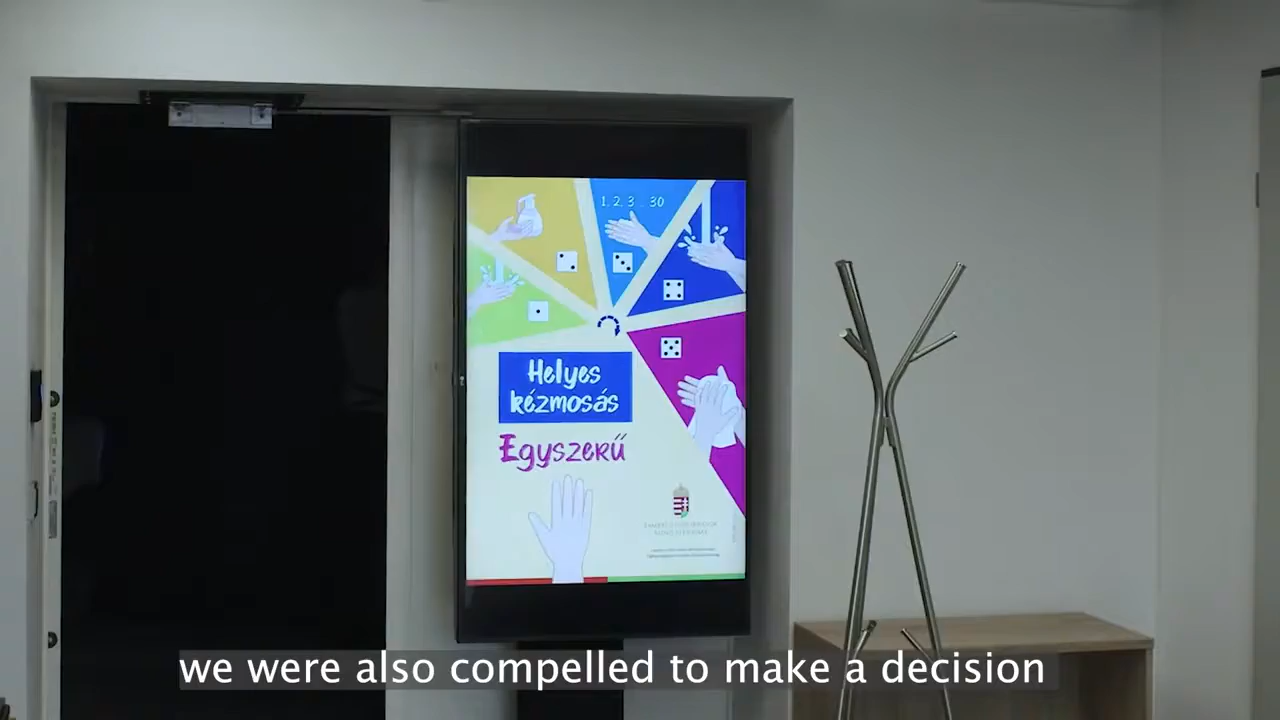 1, 2, 3 ... 30
Helyes
kézmosás
Egyszerű
we were also compelled to make a decision